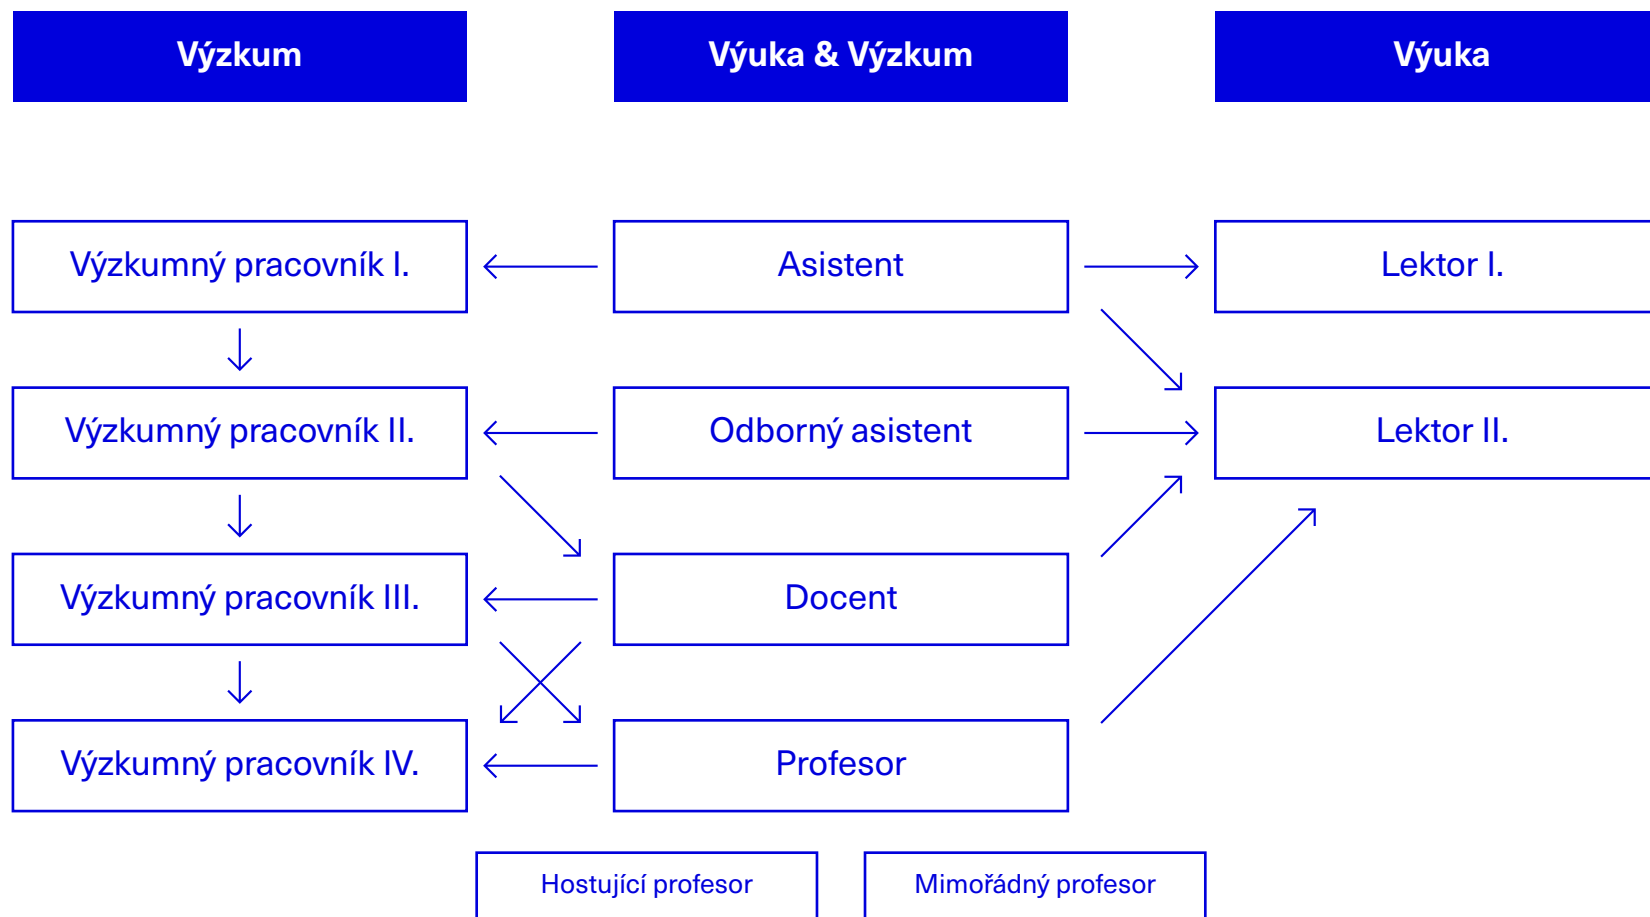 Výzkum
Výuka & Výzkum
Výuka
Výzkumný pracovník I.
Asistent
Lektor I.
Výzkumný pracovník II.
Odborný asistent
Lektor II.
Výzkumný pracovník III.
Docent
Výzkumný pracovník IV.
Profesor
Hostující profesor
Mimořádný profesor